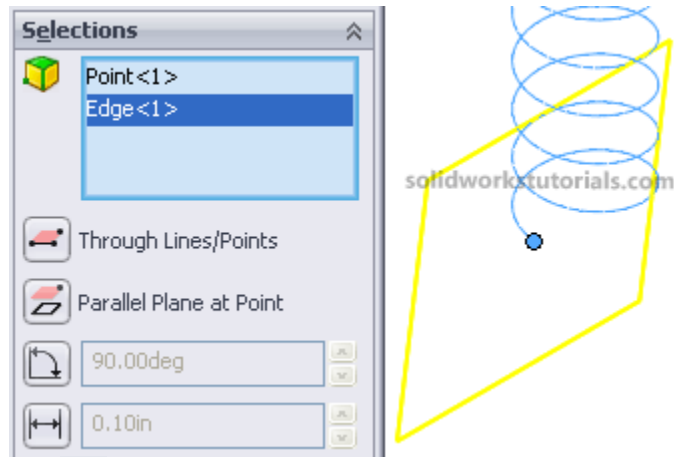 Selections
Point<1>
Edge<1>
solidworkstutorials.com
Through Lines/Points
Parallel Plane at Point
90.00deg
0.10in